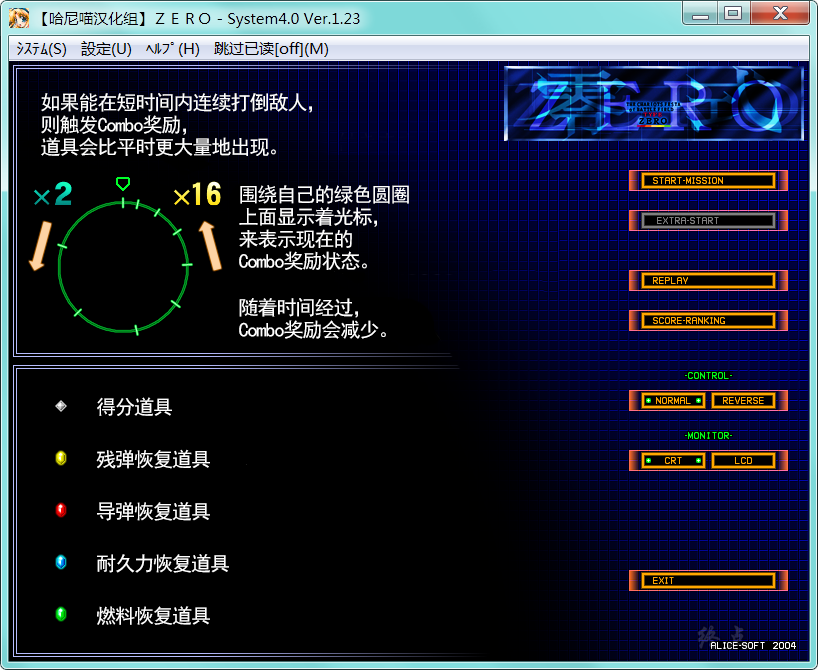 【哈尼喵汉化组】ＺＥＲＯ - System4.0 Ver.1.23
ｼｽﾃﾑ(S) 設定(U) ﾍﾙﾌﾟ(H) 跳过已读[off](M)
如果能在短时间内连续打倒敌人，
则触发Combo奖励，
道具会比平时更大量地出现。
×2
×16
围绕自己的绿色圆圈
上面显示着光标，
来表示现在的
Combo奖励状态。
随着时间经过，
Combo奖励会减少。
得分道具
残弹恢复道具
导弹恢复道具
耐久力恢复道具
燃料恢复道具
零
ZERO
ZERO
START-MISSION
EXTRA-START
REPLAY
SCORE-RANKING
-CONTROL-
NORMAL REVERSE
-MONITOR-
CRT LCD
EXIT
ALICE-SOFT 2004